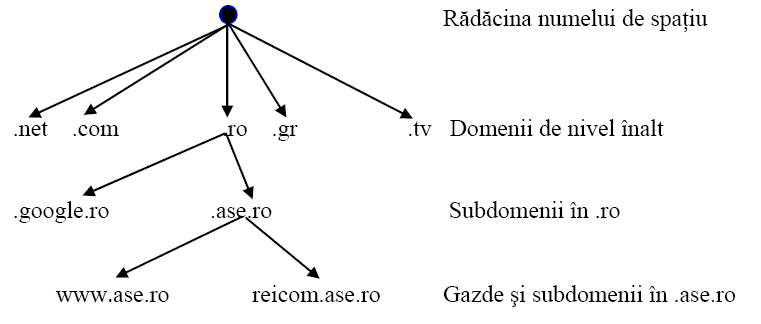 Rădăcina numelui de spațiu
.net .com .ro .gr .tv Domenii de nivel înalt
.google.ro .ase.ro Subdomenii în .ro
www.ase.ro reicom.ase.ro Gazde şi subdomenii în .ase.ro